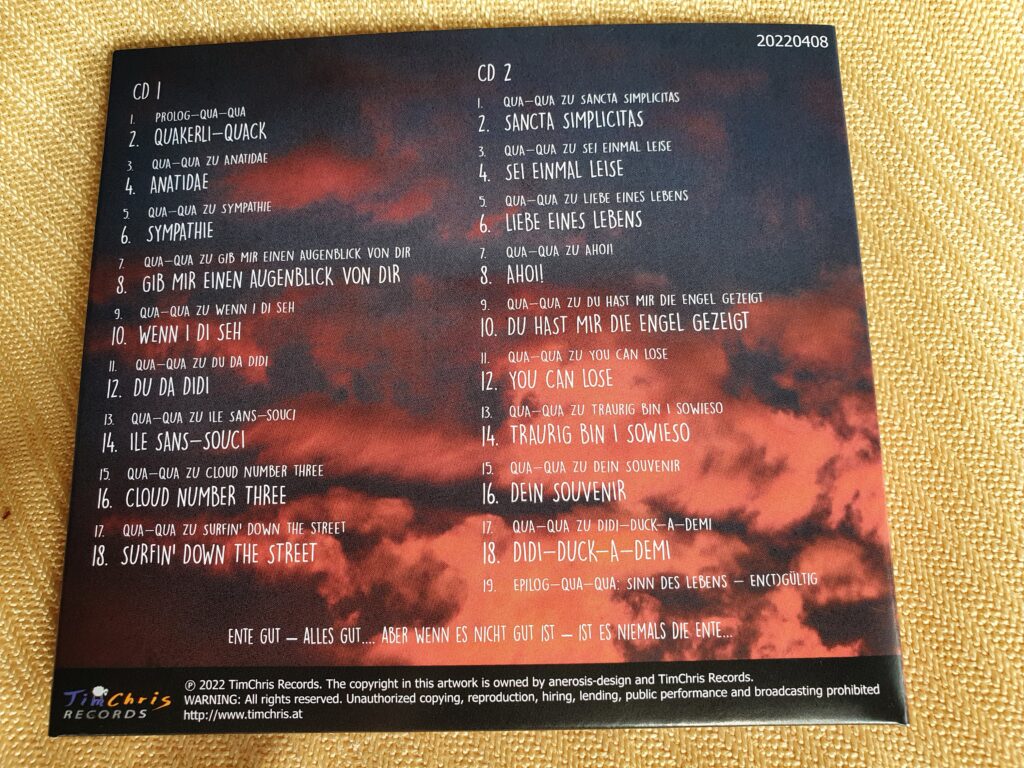 20220408
CD 1
1. PROLOG-QUA-QUA
2. QUAKERLI-QUACK
3. QUA-QUA ZU ANATIDAE
4. ANATIDAE
5. QUA-QUA ZU SYMPATHIE
6. SYMPATHIE
7. QUA-QUA ZU GIB MIR EINEN AUGENBLICK VON DIR
8. GIB MIR EINEN AUGENBLICK VON DIR
9. QUA-QUA ZU WENN I DI SEH
10. WENN I DI SEH
11. QUA-QUA ZU DU DA DIDI
12. DU DA DIDI
13. QUA-QUA ZU ILE SANS-SOUCI
14. ILE SANS-SOUCI
15. QUA-QUA ZU CLOUD NUMBER THREE
16. CLOUD NUMBER THREE
17. QUA-QUA ZU SURFIN' DOWN THE STREET
18. SURFIN' DOWN THE STREET
CD 2
1. QUA-QUA ZU SANCTA SIMPLICITAS
2. SANCTA SIMPLICITAS
3. QUA-QUA ZU SEI EINMAL LEISE
4. SEI EINMAL LEISE
5. QUA-QUA ZU LIEBE EINES LEBENS
6. LIEBE EINES LEBENS
7. QUA-QUA ZU AHOI!
8. AHOI!
9. QUA-QUA ZU DU HAST MIR DIE ENGEL GEZEIGT
10. DU HAST MIR DIE ENGEL GEZEIGT
11. QUA-QUA ZU YOU CAN LOSE
12. YOU CAN LOSE
13. QUA-QUA ZU TRAURIG BIN I SOWIESO
14. TRAURIG BIN I SOWIESO
15. QUA-QUA ZU DEIN SOUVENIR
16. DEIN SOUVENIR
17. QUA-QUA ZU DIDI-DUCK-A-DEMI
18. DIDI-DUCK-A-DEMI
19. EPILOG-QUA-QUA: SINN DES LEBENS – EN(T)GÜLTIG
ENTE GUT – ALLES GUT.... ABER WENN ES NICHT GUT IST – IST ES NIEMALS DIE ENTE...
TimChris
RECORDS
℗ 2022 TimChris Records. The copyright in this artwork is owned by anerosis-design and TimChris Records.
WARNING: All rights reserved. Unauthorized copying, reproduction, hiring, lending, public performance and broadcasting prohibited
http://www.timchris.at